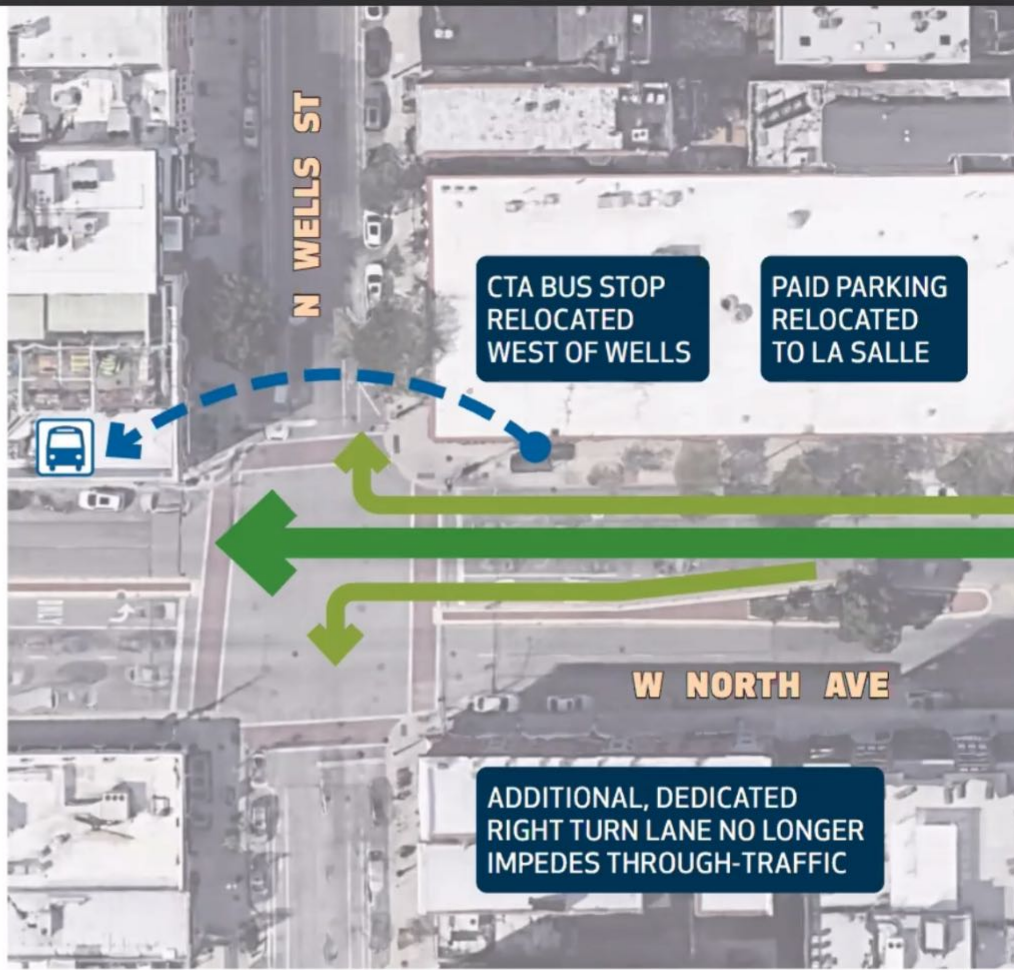 N WELLS ST
CTA BUS STOP
RELOCATED
WEST OF WELLS
PAID PARKING
RELOCATED
TO LA SALLE
W NORTH AVE
ADDITIONAL, DEDICATED
RIGHT TURN LANE NO LONGER
IMPEDES THROUGH-TRAFFIC